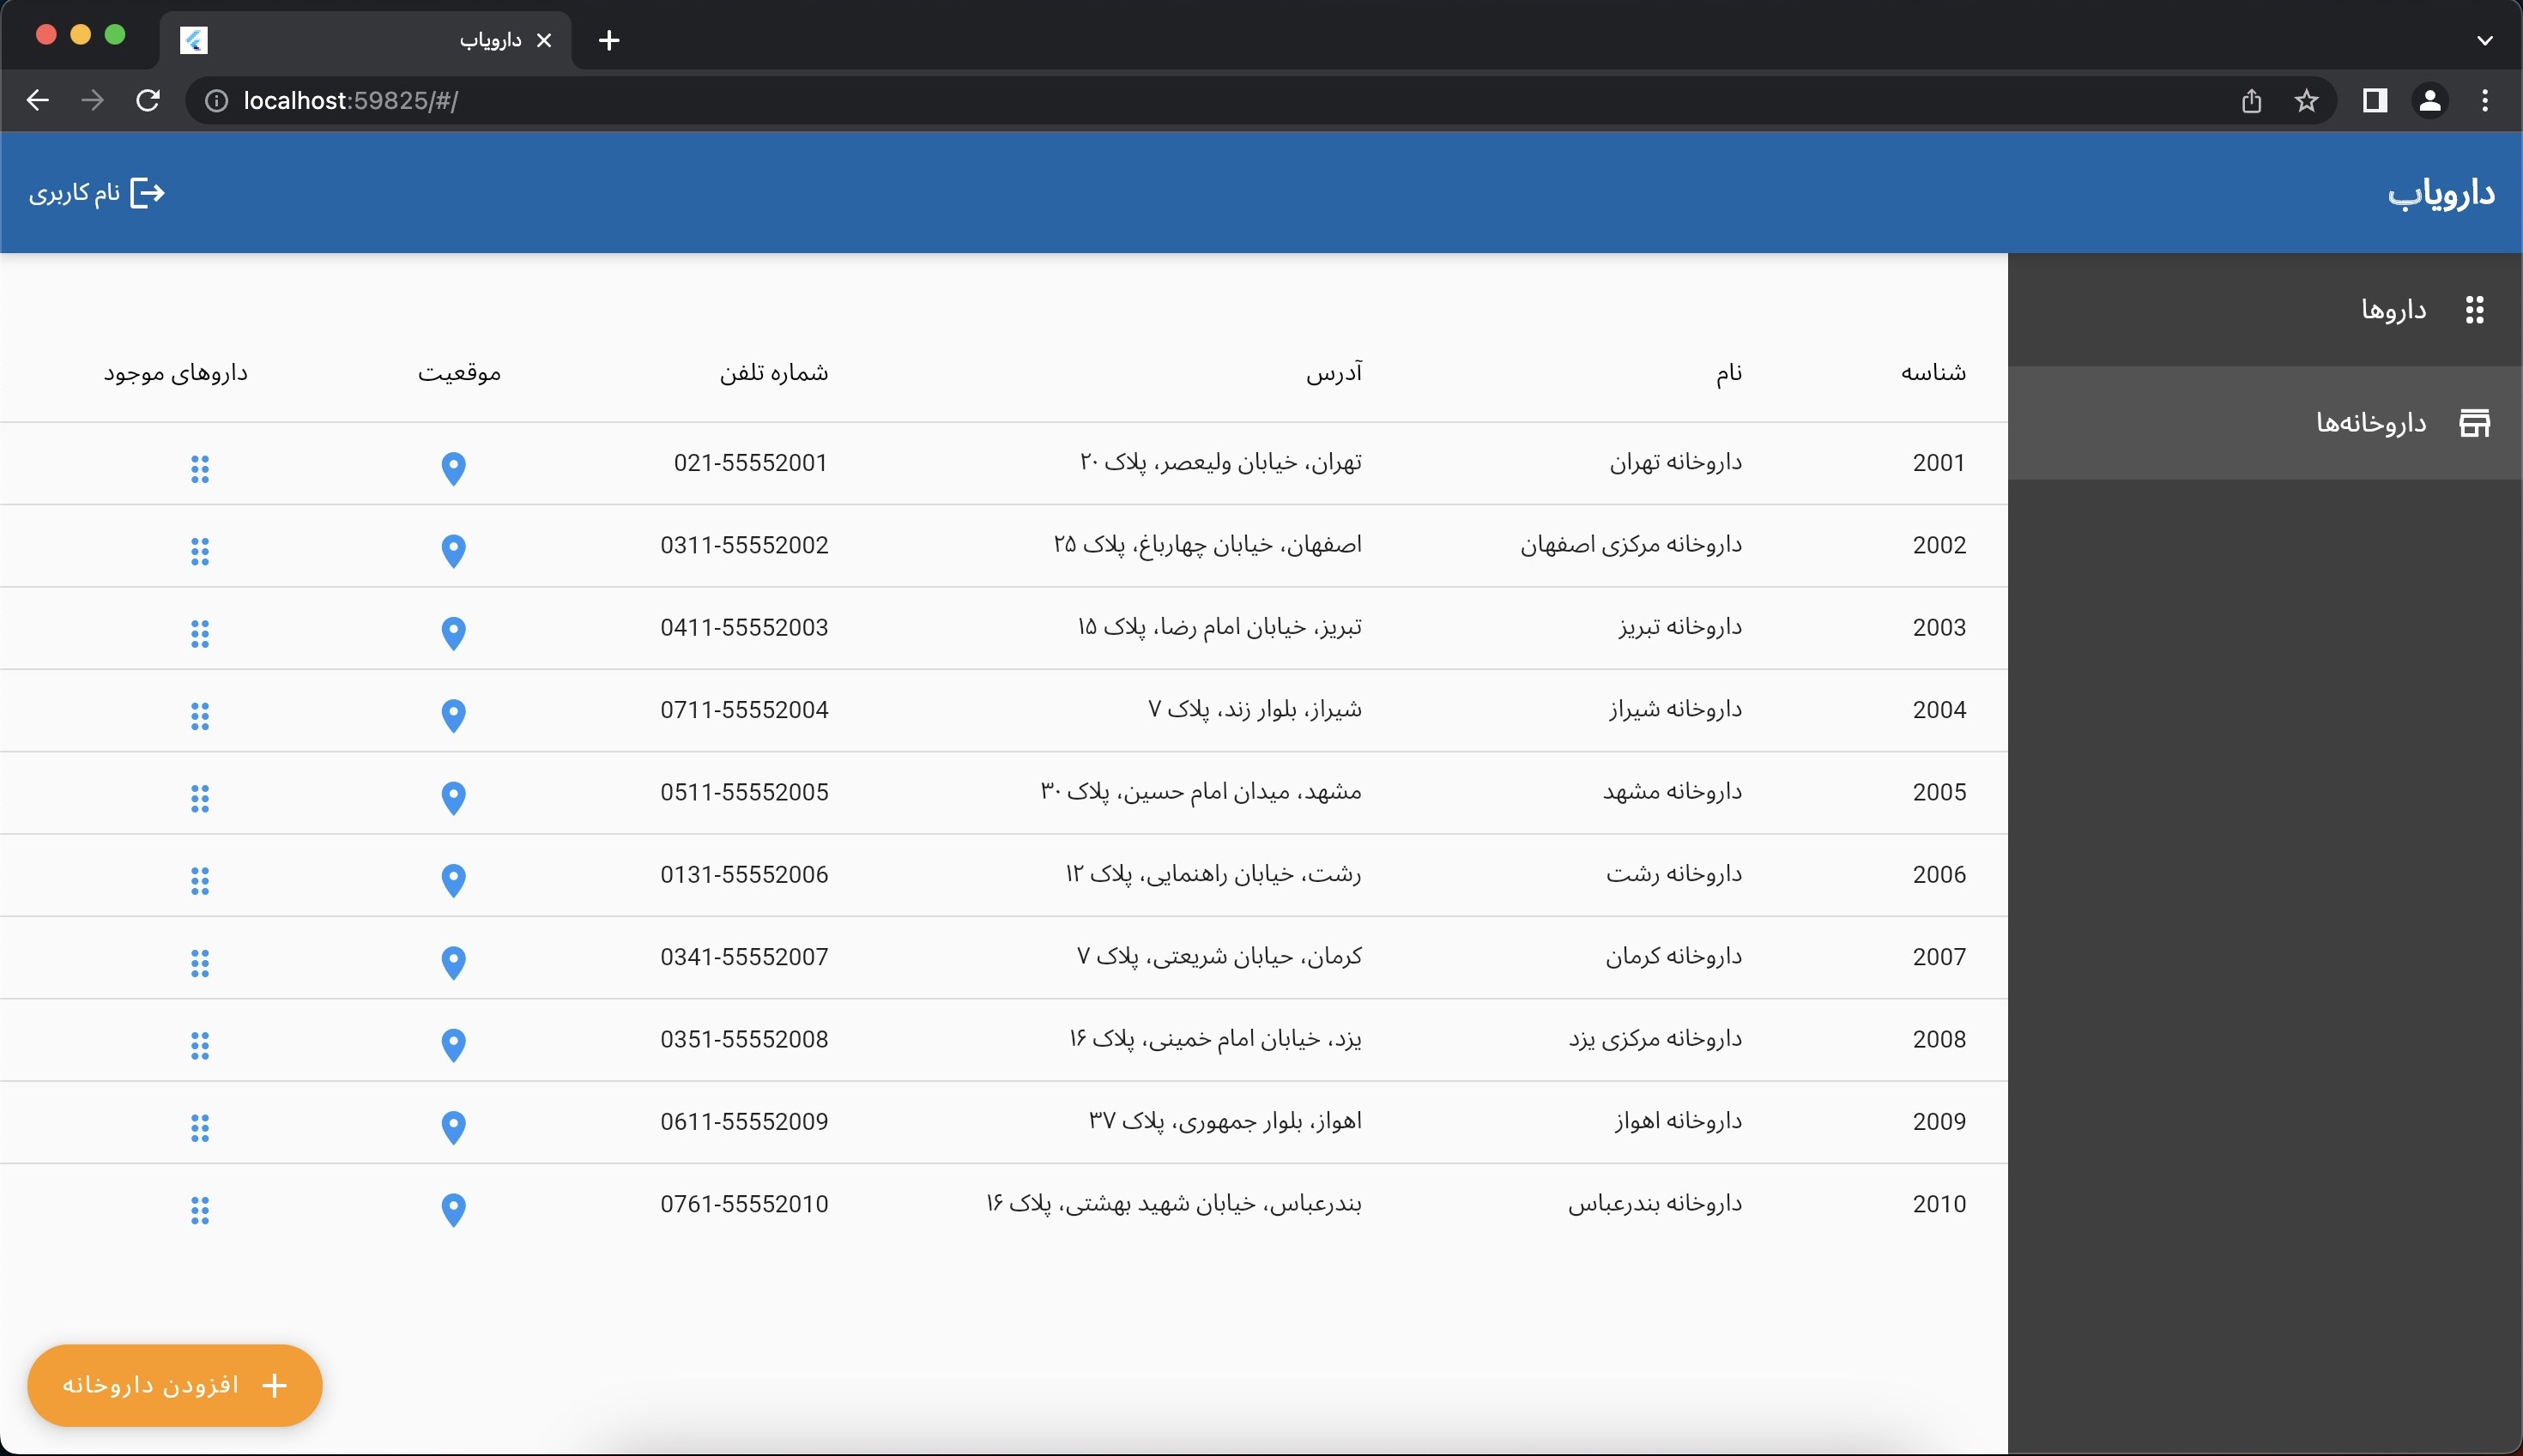 دارویاب
localhost:59825/#/
دارویاب
نام کاربری
داروها
داروخانه‌ها
شناسه نام آدرس شماره تلفن موقعیت داروهای موجود
2001 داروخانه تهران تهران، خیابان ولیعصر، پلاک ۲۰ 021-55552001
2002 داروخانه مرکزی اصفهان اصفهان، خیابان چهارباغ، پلاک ۲۵ 0311-55552002
2003 داروخانه تبریز تبریز، خیابان امام رضا، پلاک ۱۵ 0411-55552003
2004 داروخانه شیراز شیراز، بلوار زند، پلاک ۷ 0711-55552004
2005 داروخانه مشهد مشهد، میدان امام حسین، پلاک ۳۰ 0511-55552005
2006 داروخانه رشت رشت، خیابان راهنمایی، پلاک ۱۲ 0131-55552006
2007 داروخانه کرمان کرمان، حیابان شریعتی، پلاک ۷ 0341-55552007
2008 داروخانه مرکزی یزد یزد، خیابان امام خمینی، پلاک ۱۶ 0351-55552008
2009 داروخانه اهواز اهواز، بلوار جمهوری، پلاک ۳۷ 0611-55552009
2010 داروخانه بندرعباس بندرعباس، خیابان شهید بهشتی، پلاک ۱۶ 0761-55552010
افزودن داروخانه